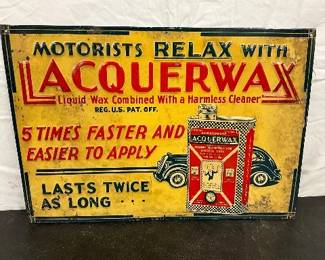 MOTORISTS RELAX WITH
LACQUERWAX
Liquid Wax Combined With a Harmless Cleaner
REG. U.S. PAT. OFF.
5 TIMES FASTER AND
EASIER TO APPLY
LACQUERWAX
LASTS TWICE
AS LONG · · ·